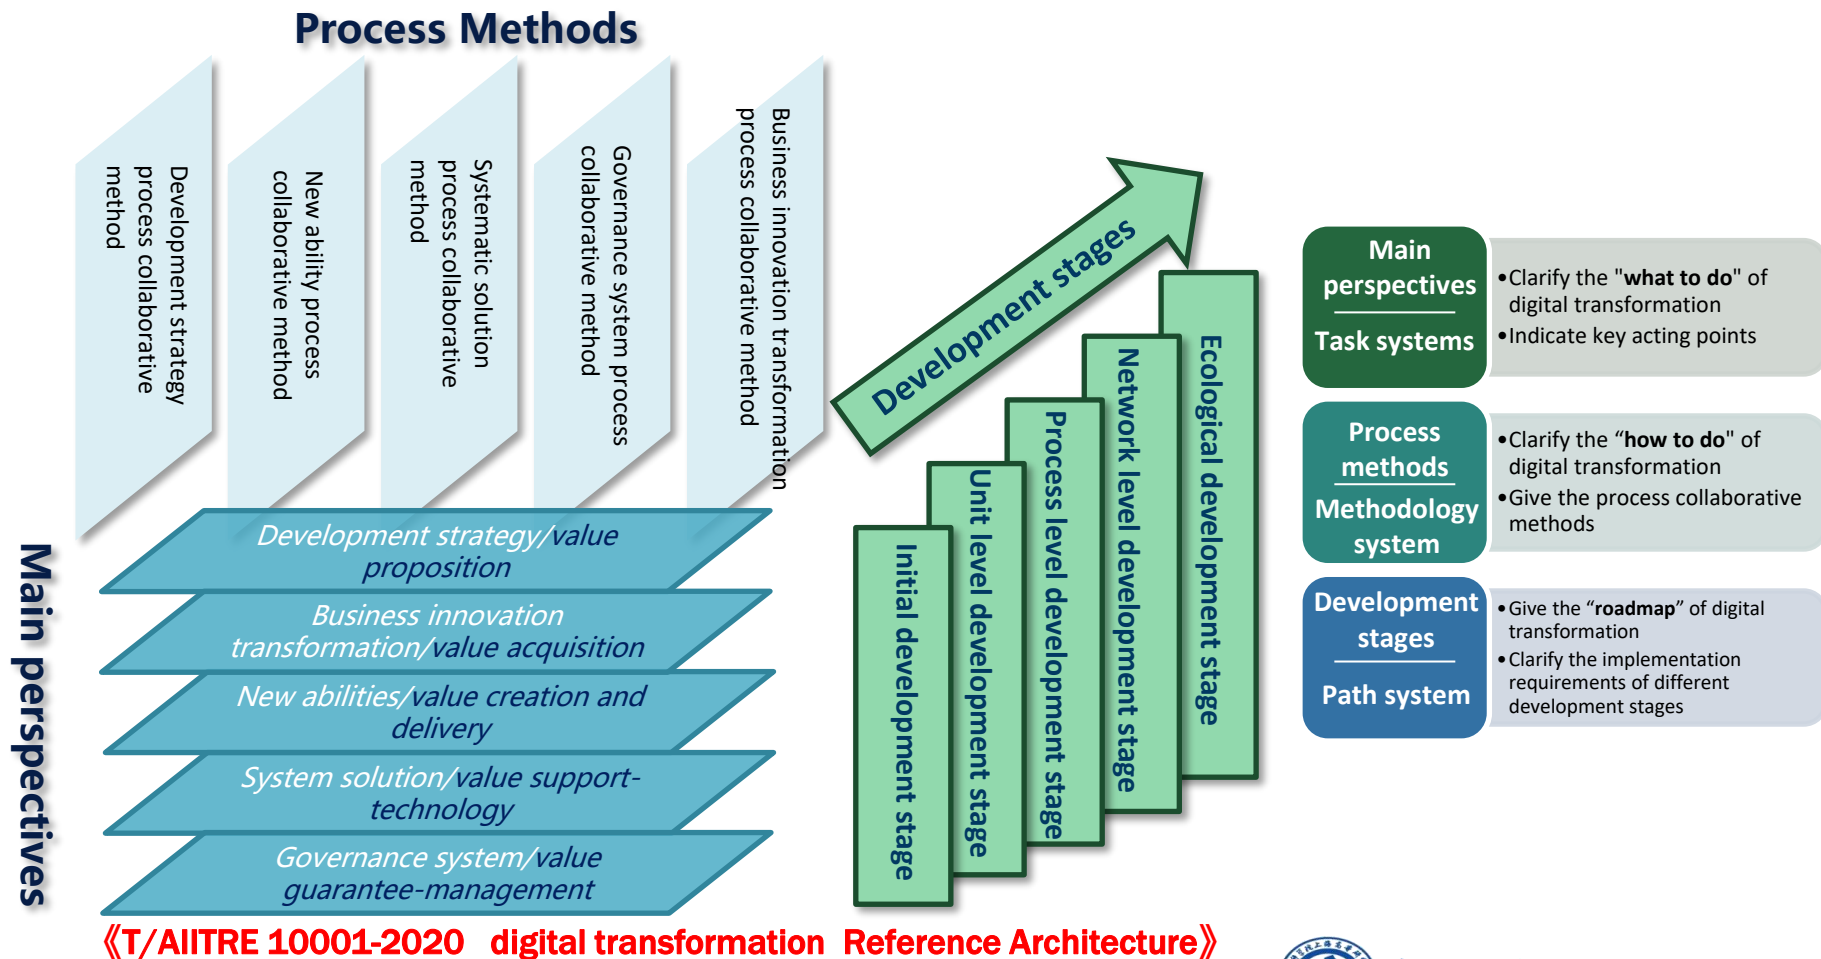 Process Methods
Development strategy
process collaborative
method
New ability process
collaborative method
Systematic solution
process collaborative
method
Governance system process
collaborative method
Business innovation transformation
process collaborative method
Main perspectives
Development strategy/value
proposition
Business innovation
transformation/value acquisition
New abilities/value creation and
delivery
System solution/value support-
technology
Governance system/value
guarantee-management
Development stages
Initial development stage
Unit level development stage
Process level development stage
Network level development stage
Ecological development stage
Main
perspectives
Task systems
•Clarify the "what to do" of
digital transformation
•Indicate key acting points
Process
methods
Methodology
system
•Clarify the “how to do" of
digital transformation
•Give the process collaborative
methods
Development
stages
Path system
•Give the “roadmap” of digital
transformation
•Clarify the implementation
requirements of different
development stages
《T/AIITRE 10001-2020 digital transformation Reference Architecture》